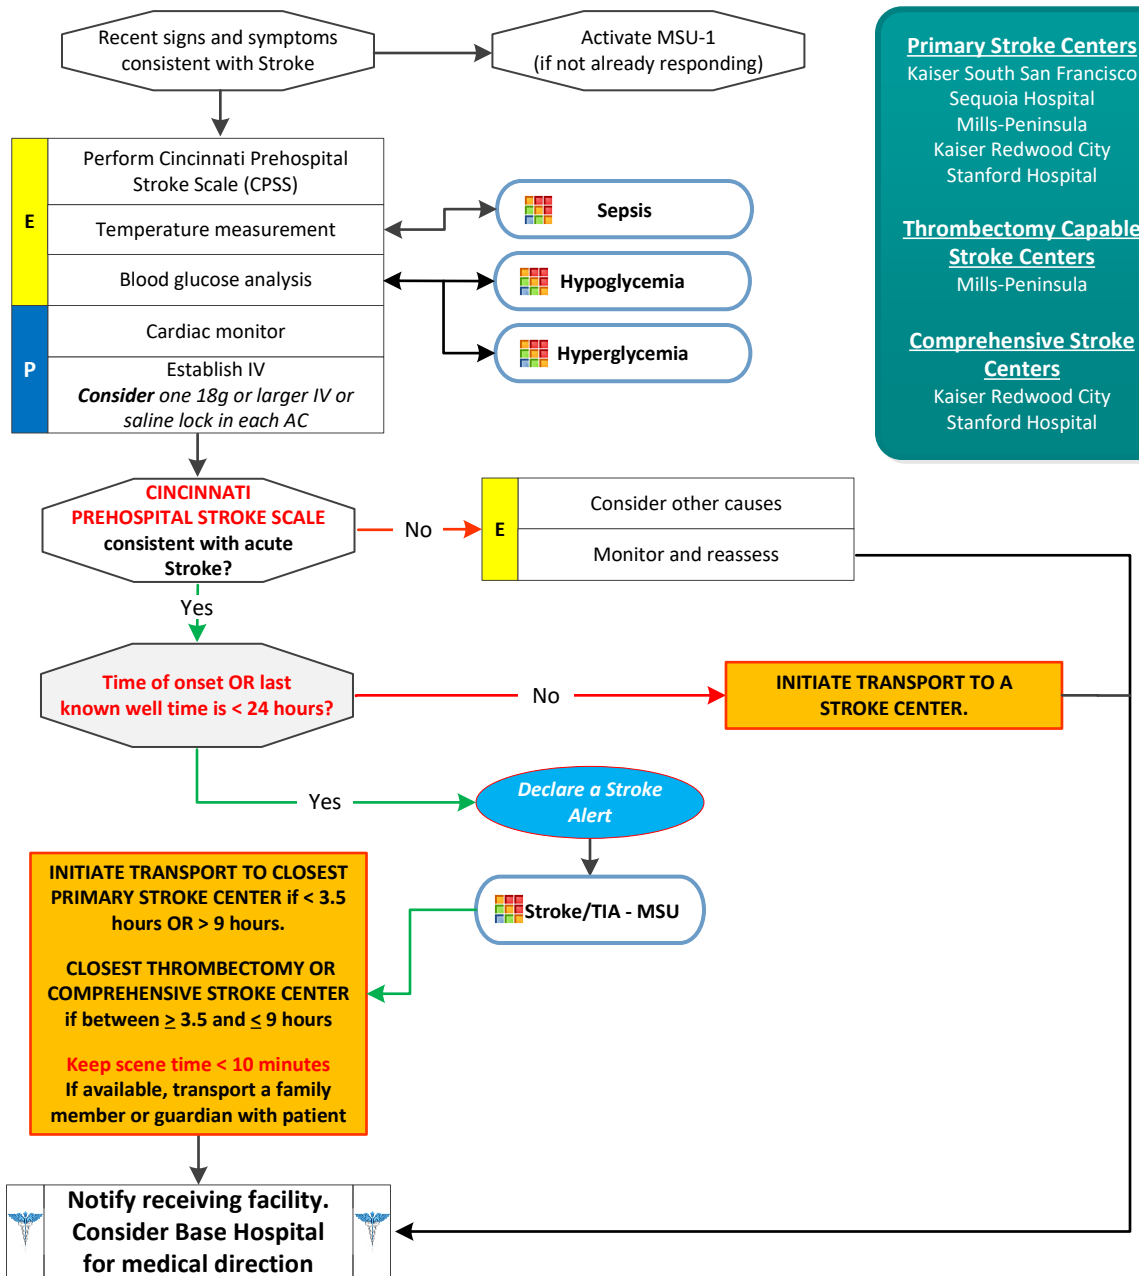 Recent signs and symptoms
consistent with Stroke
Activate MSU-1
(if not already responding)
Primary Stroke Centers
Kaiser South San Francisco
Sequoia Hospital
Mills-Peninsula
Kaiser Redwood City
Stanford Hospital
Thrombectomy Capable
Stroke Centers
Mills-Peninsula
Comprehensive Stroke
Centers
Kaiser Redwood City
Stanford Hospital
E
Perform Cincinnati Prehospital
Stroke Scale (CPSS)
Temperature measurement
Blood glucose analysis
Sepsis
Hypoglycemia
Hyperglycemia
P
Cardiac monitor
Establish IV
Consider one 18g or larger IV or
saline lock in each AC
CINCINNATI
PREHOSPITAL STROKE SCALE
consistent with acute
Stroke?
No
E
Consider other causes
Monitor and reassess
Yes
Time of onset OR last
known well time is < 24 hours?
No
INITIATE TRANSPORT TO A
STROKE CENTER.
Yes
Declare a Stroke
Alert
Stroke/TIA - MSU
INITIATE TRANSPORT TO CLOSEST
PRIMARY STROKE CENTER if < 3.5
hours OR > 9 hours.
CLOSEST THROMBECTOMY OR
COMPREHENSIVE STROKE CENTER
if between ≥ 3.5 and ≤ 9 hours
Keep scene time < 10 minutes
If available, transport a family
member or guardian with patient
Notify receiving facility.
Consider Base Hospital
for medical direction